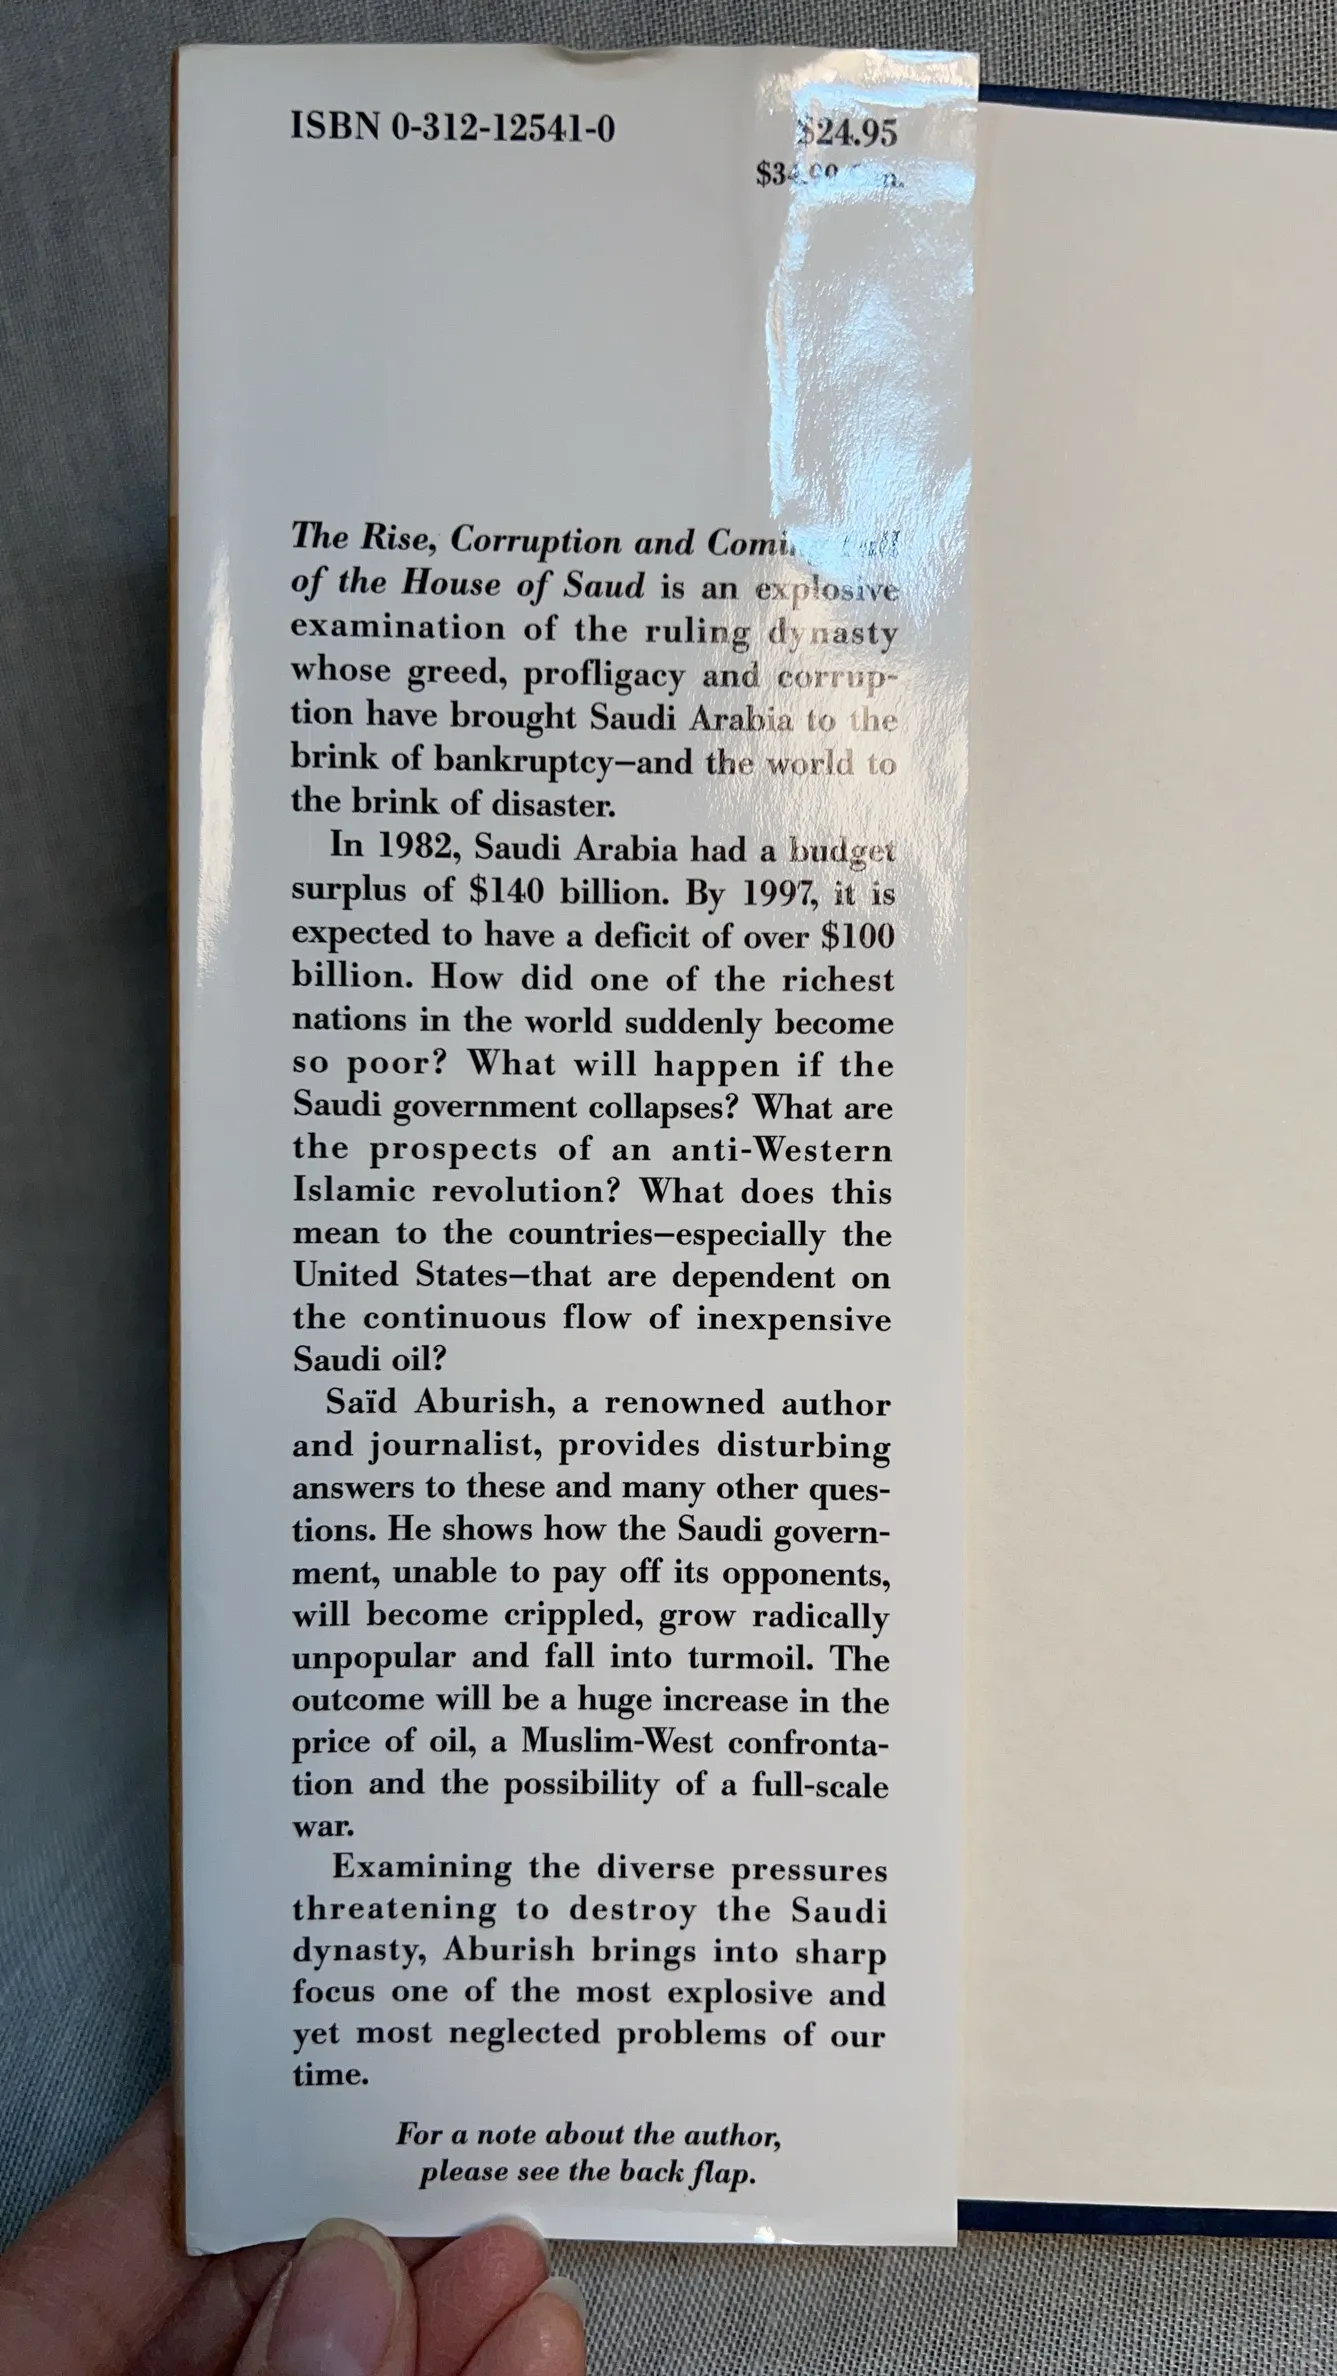 ISBN 0-312-12541-0
$24.95
The Rise, Corruption and Coming Fall
of the House of Saud is an explosive
examination of the ruling dynasty
whose greed, profligacy and corrup-
tion have brought Saudi Arabia to the
brink of bankruptcy—and the world to
the brink of disaster.
In 1982, Saudi Arabia had a budget
surplus of $140 billion. By 1997, it is
expected to have a deficit of over $100
billion. How did one of the richest
nations in the world suddenly become
so poor? What will happen if the
Saudi government collapses? What are
the prospects of an anti-Western
Islamic revolution? What does this
mean to the countries—especially the
United States—that are dependent on
the continuous flow of inexpensive
Saudi oil?
Saïd Aburish, a renowned author
and journalist, provides disturbing
answers to these and many other ques-
tions. He shows how the Saudi govern-
ment, unable to pay off its opponents,
will become crippled, grow radically
unpopular and fall into turmoil. The
outcome will be a huge increase in the
price of oil, a Muslim-West confronta-
tion and the possibility of a full-scale
war.
Examining the diverse pressures
threatening to destroy the Saudi
dynasty, Aburish brings into sharp
focus one of the most explosive and
yet most neglected problems of our
time.
For a note about the author,
please see the back flap.